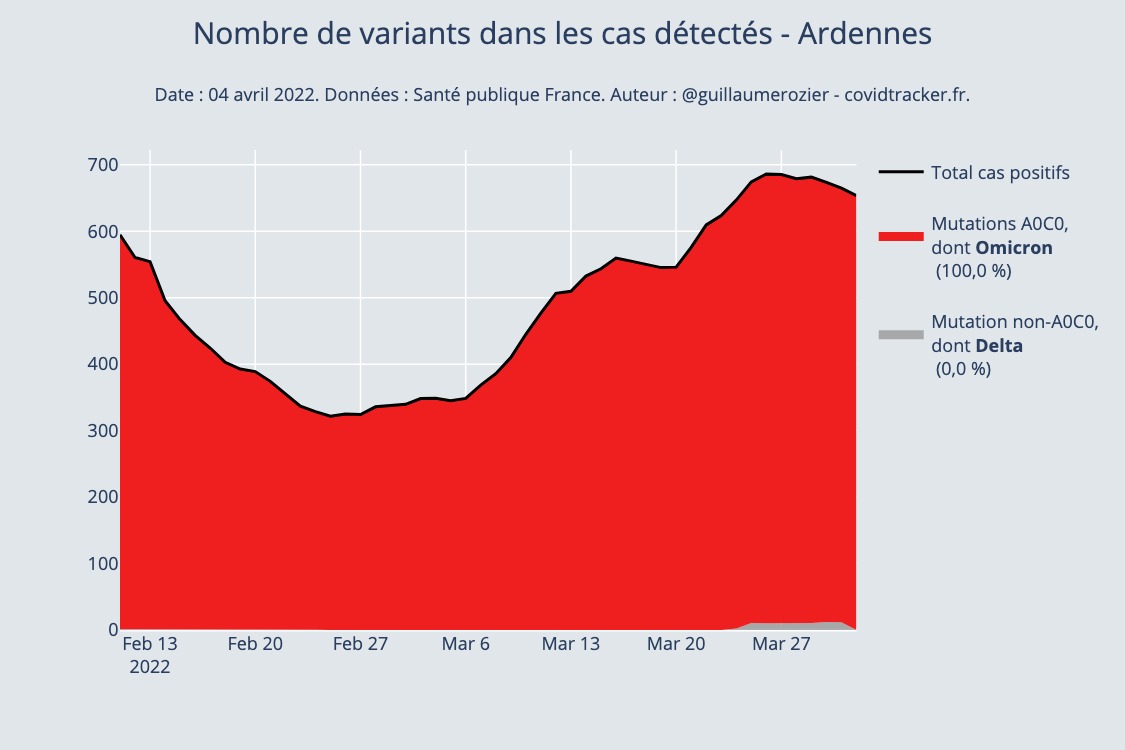 Nombre de variants dans les cas détectés - Ardennes
Date : 04 avril 2022. Données : Santé publique France. Auteur : @guillaumerozier - covidtracker.fr.
700
600
500
400
300
200
100
0
Feb 13
2022
Feb 20
Feb 27
Mar 6
Mar 13
Mar 20
Mar 27
Total cas positifs
Mutations A0C0,
dont Omicron
(100,0 %)
Mutation non-A0C0,
dont Delta
(0,0 %)